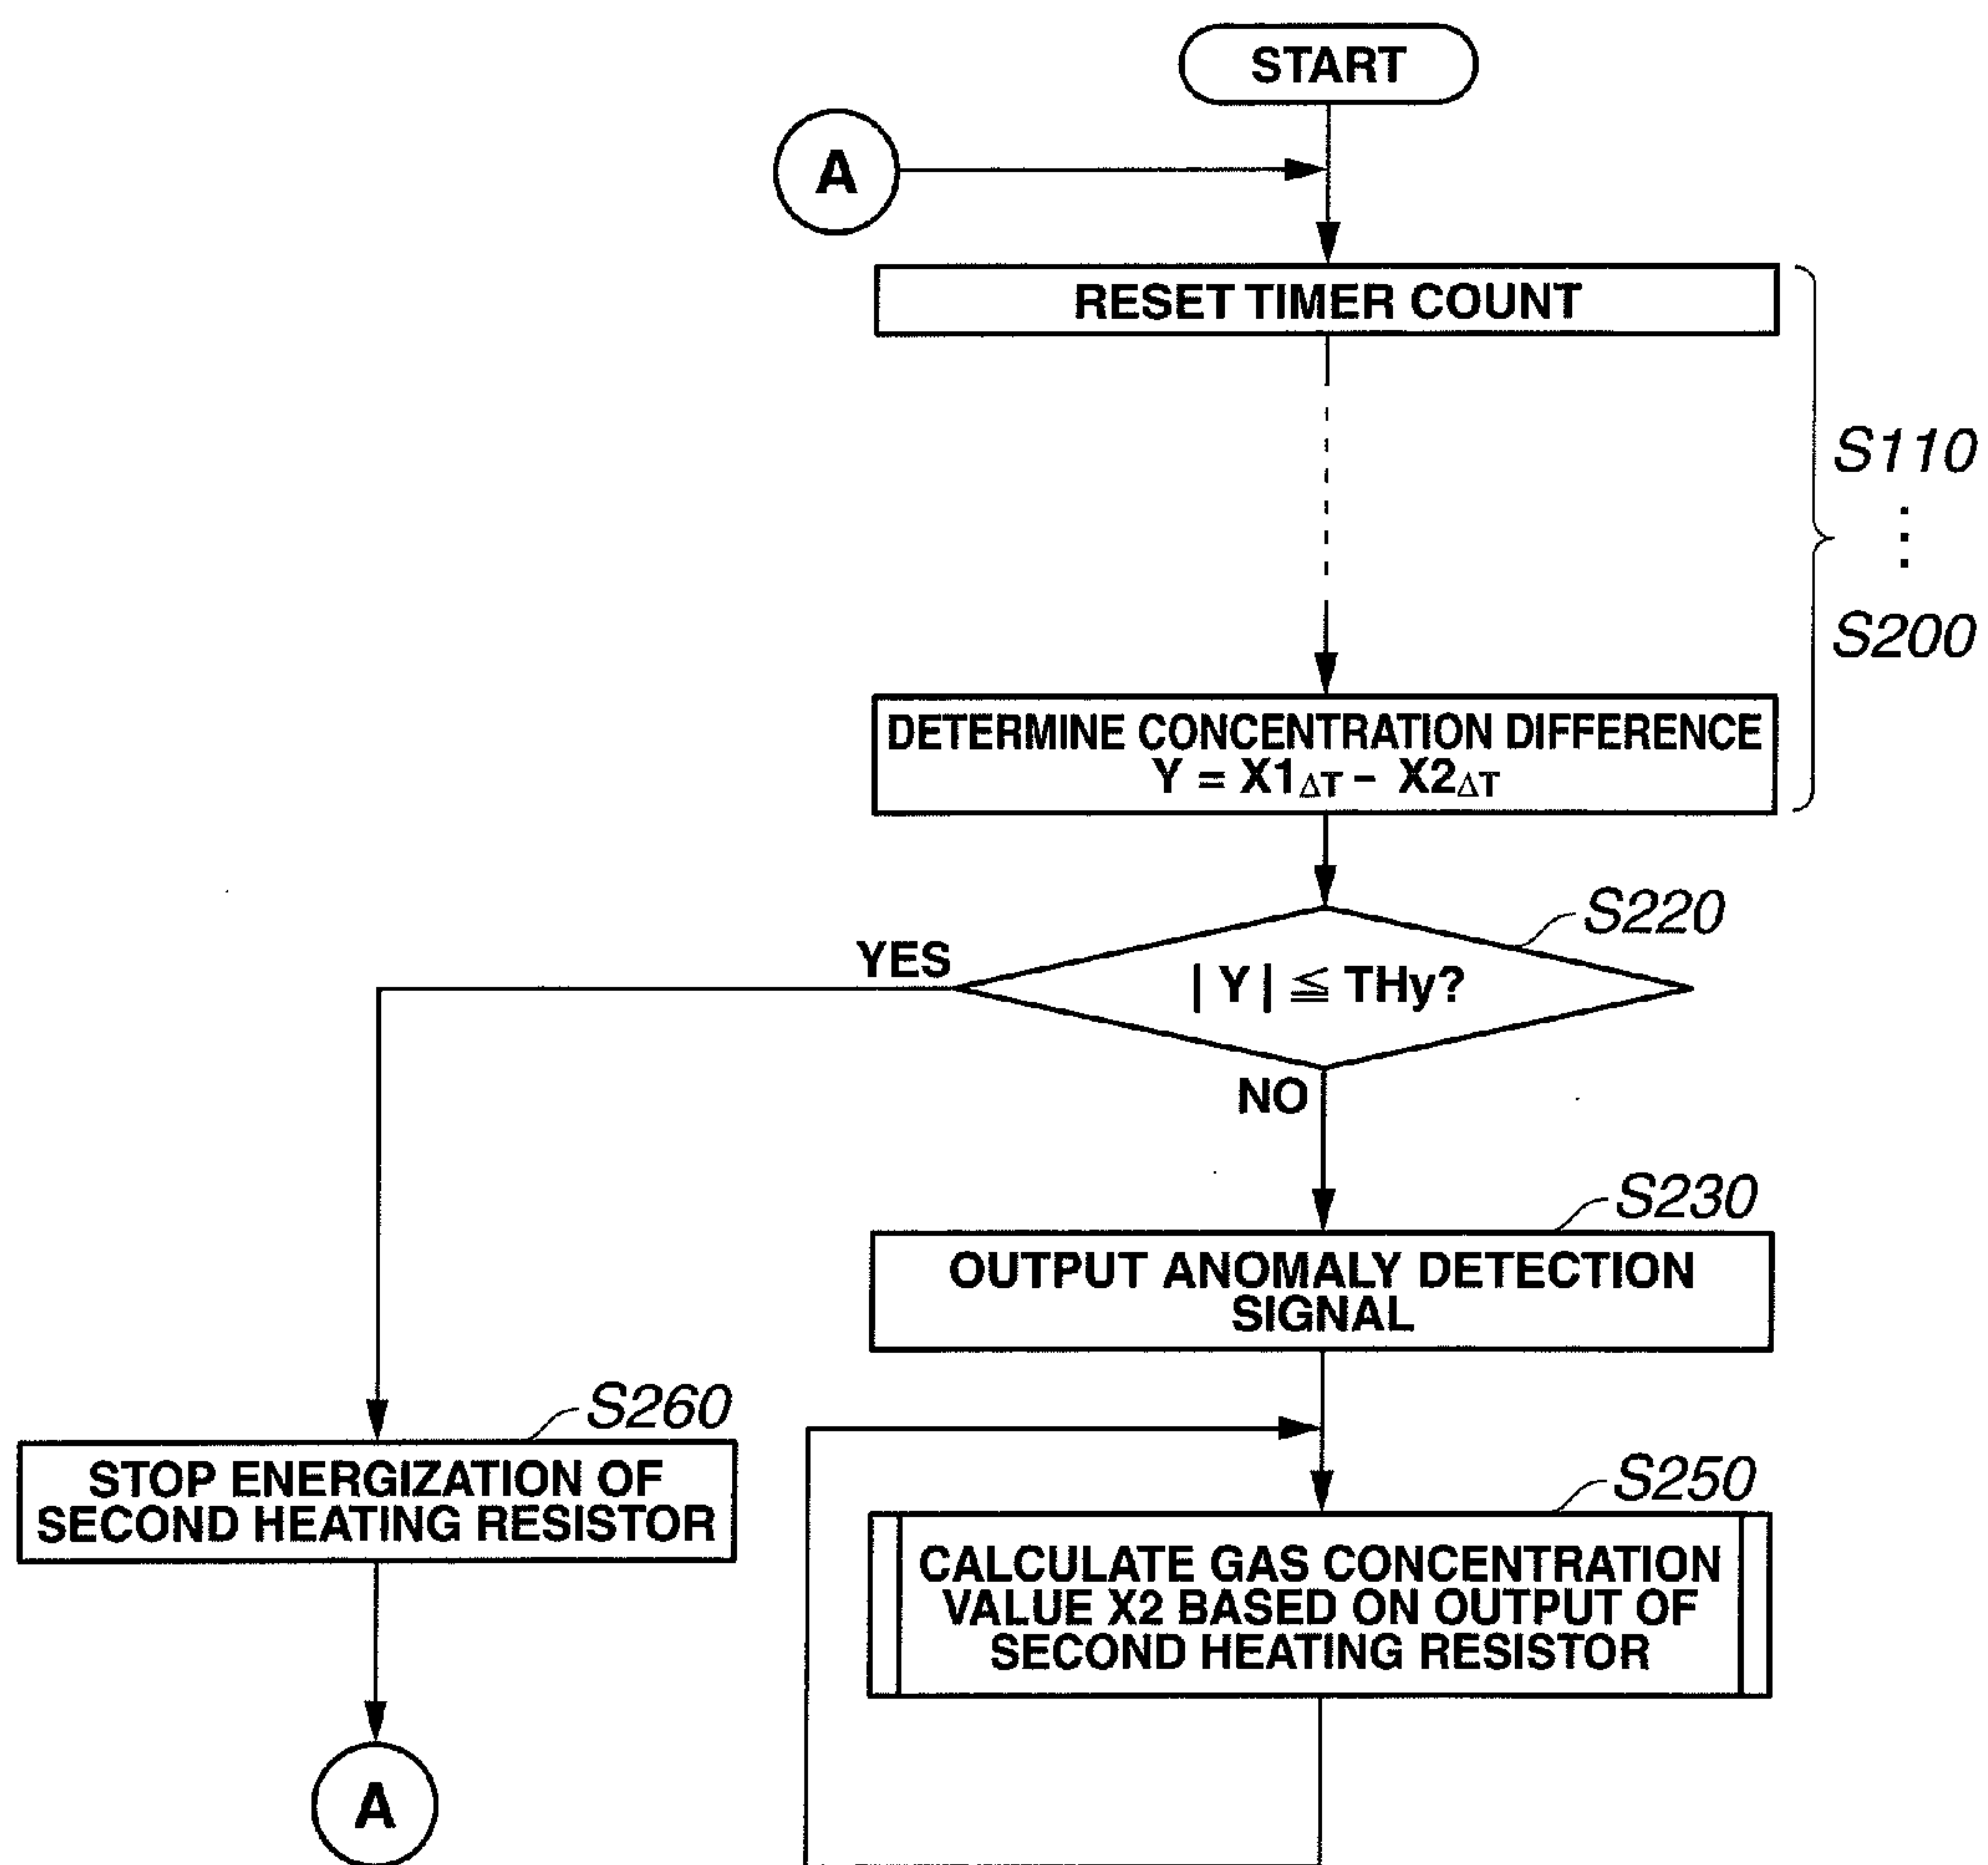 START
A
RESET TIMER COUNT
S110
⋮
S200
DETERMINE CONCENTRATION DIFFERENCE
Y = X1ΔT − X2ΔT
S220
YES
| Y | ≦ THy?
NO
S230
OUTPUT ANOMALY DETECTION
SIGNAL
S260
STOP ENERGIZATION OF
SECOND HEATING RESISTOR
S250
CALCULATE GAS CONCENTRATION
VALUE X2 BASED ON OUTPUT OF
SECOND HEATING RESISTOR
A